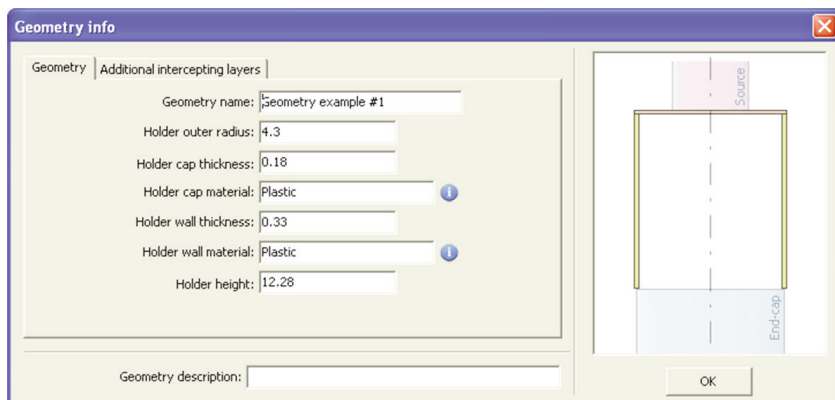 Geometry info
Geometry
Additional intercepting layers
Geometry name: Geometry example #1
Holder outer radius: 4.3
Holder cap thickness: 0.18
Holder cap material: Plastic
Holder wall thickness: 0.33
Holder wall material: Plastic
Holder height: 12.28
Geometry description:
Source
End-cap
OK